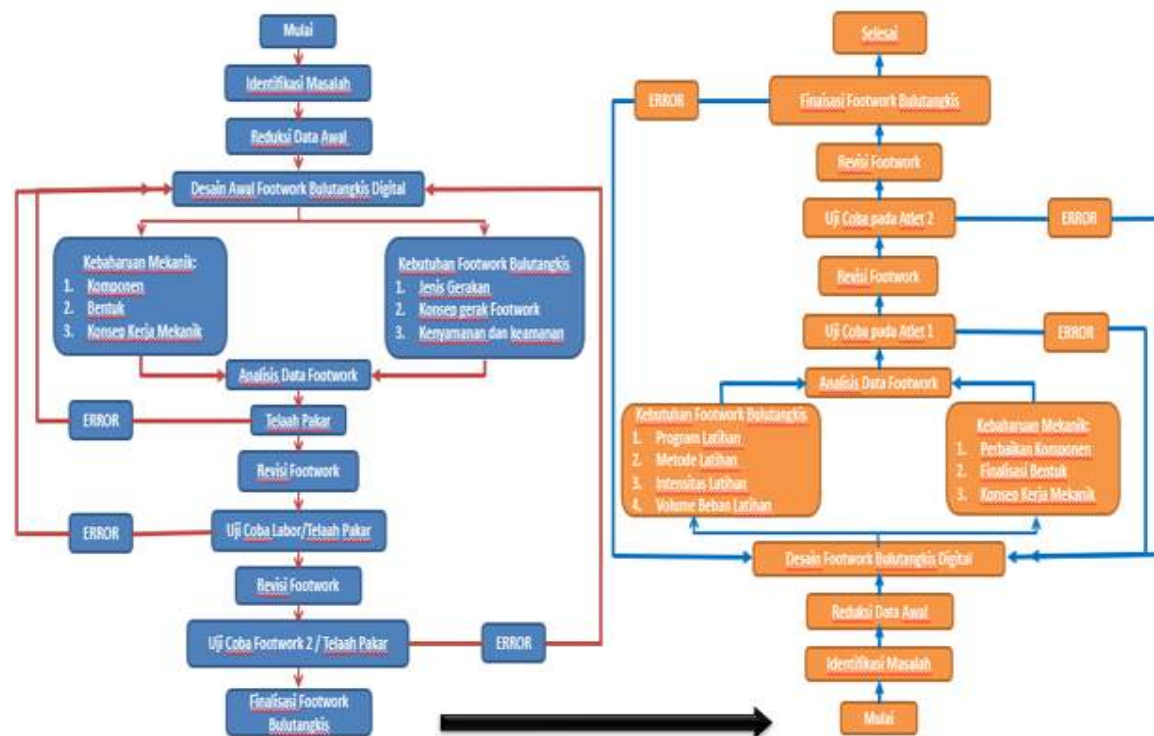 Mulai
Identifikasi Masalah
Reduksi Data Awal
Desain Awal Footwork Bulutangkis Digital
Kebaharuan Mekanik:
1. Komponen
2. Bentuk
3. Konsep Kerja Mekanik
Kebutuhan Footwork Bulutangkis
1. Jenis Gerakan
2. Konsep gerak Footwork
3. Kenyamanan dan keamanan
Analisis Data Footwork
ERROR
Telaah Pakar
Revisi Footwork
ERROR
Uji Coba Labor/Telaah Pakar
Revisi Footwork
Uji Coba Footwork 2 / Telaah Pakar
ERROR
Finalisasi Footwork
Bulutangkis
Selesai
ERROR
Finaisasi Footwork Bulutangkis
Revisi Footwork
Uji Coba pada Atlet 2
ERROR
Revisi Footwork
Uji Coba pada Atlet 1
ERROR
Analisis Data Footwork
Kebutuhan Footwork Bulutangkis
1. Program Latihan
2. Metode Latihan
3. Intensitas Latihan
4. Volume Beban Latihan
Kebaharuan Mekanik:
1. Perbaikan Komponen
2. Finalisasi Bentuk
3. Konsep Kerja Mekanik
Desain Footwork Bulutangkis Digital
Reduksi Data Awal
Identifikasi Masalah
Mulai